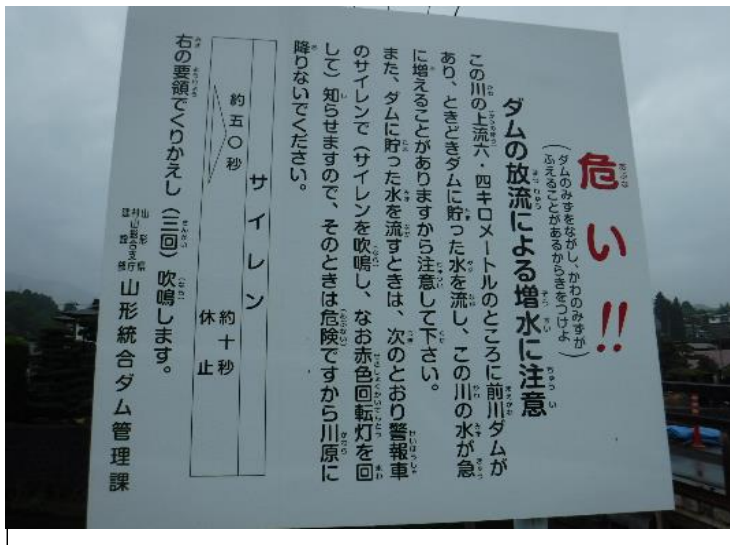 危い!!
(ダムのみずをながし、かわのみずが
ふえることがあるからきをつけよ)
ダムの放流による増水に注意
この川の上流六・四キロメートルのところに前川ダムが
あり、ときどきダムに貯った水を流し、この川の水が急
に増えることがありますから注意して下さい。
また、ダムに貯った水を流すときは、次のとおり警報車
のサイレンで(サイレンを吹鳴し、なお赤色回転灯を回
して)知らせますので、そのときは危険ですから川原に
降りないでください。
サイレン
約五〇秒
約十秒
休止
右の要領でくりかえし(三回)吹鳴します。
山形県
村山総合支庁
建設部
山形統合ダム管理課